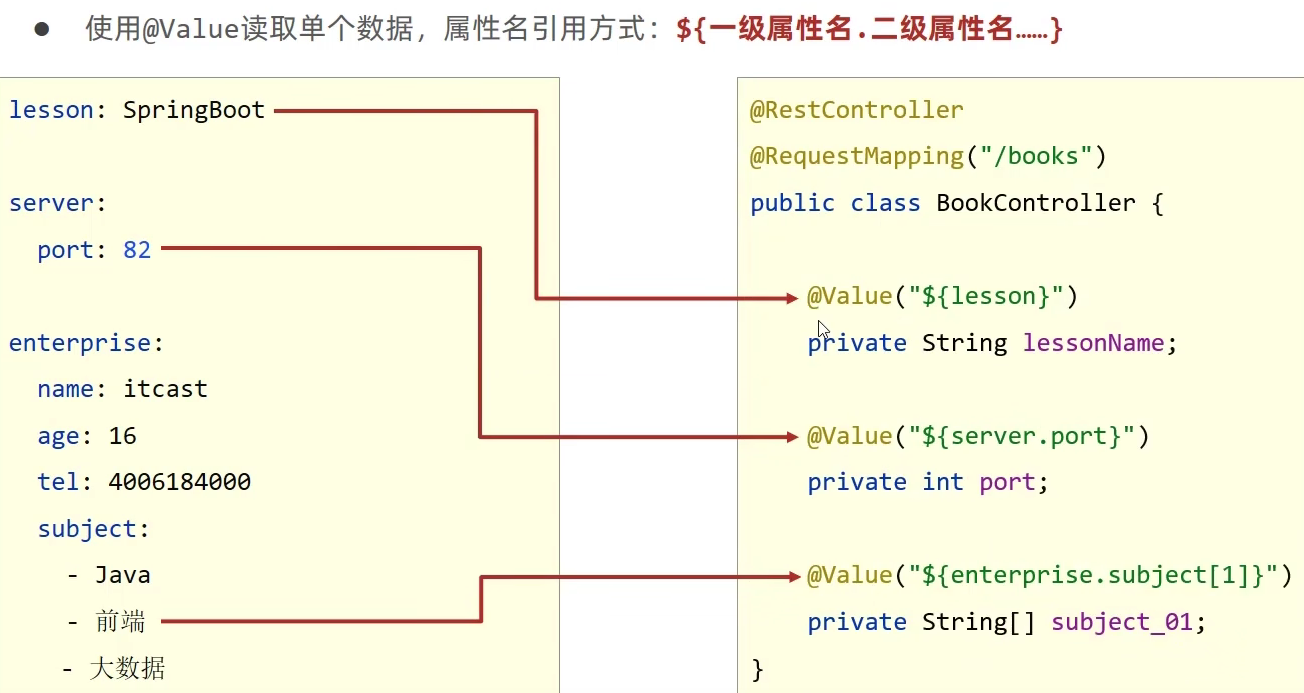 ● 使用@Value读取单个数据，属性名引用方式：${一级属性名.二级属性名……}
lesson: SpringBoot
server:
port: 82
enterprise:
name: itcast
age: 16
tel: 4006184000
subject:
- Java
- 前端
- 大数据
@RestController
@RequestMapping("/books")
public class BookController {
@Value("${lesson}")
private String lessonName;
@Value("${server.port}")
private int port;
@Value("${enterprise.subject[1]}")
private String[] subject_01;
}